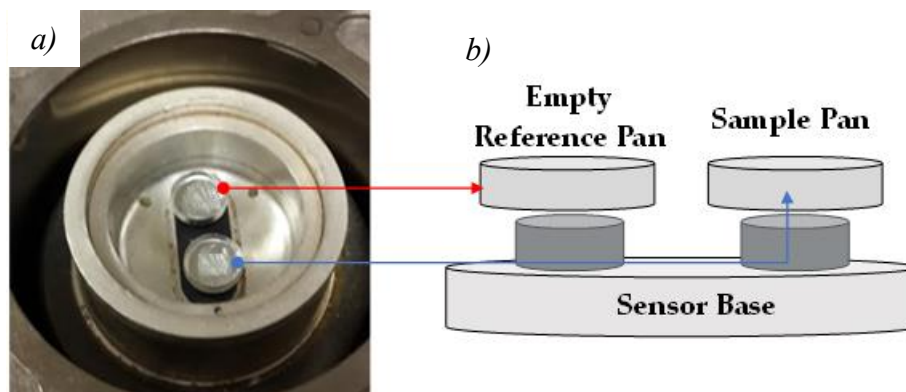 a)
b)
Empty
Reference Pan
Sample Pan
Sensor Base